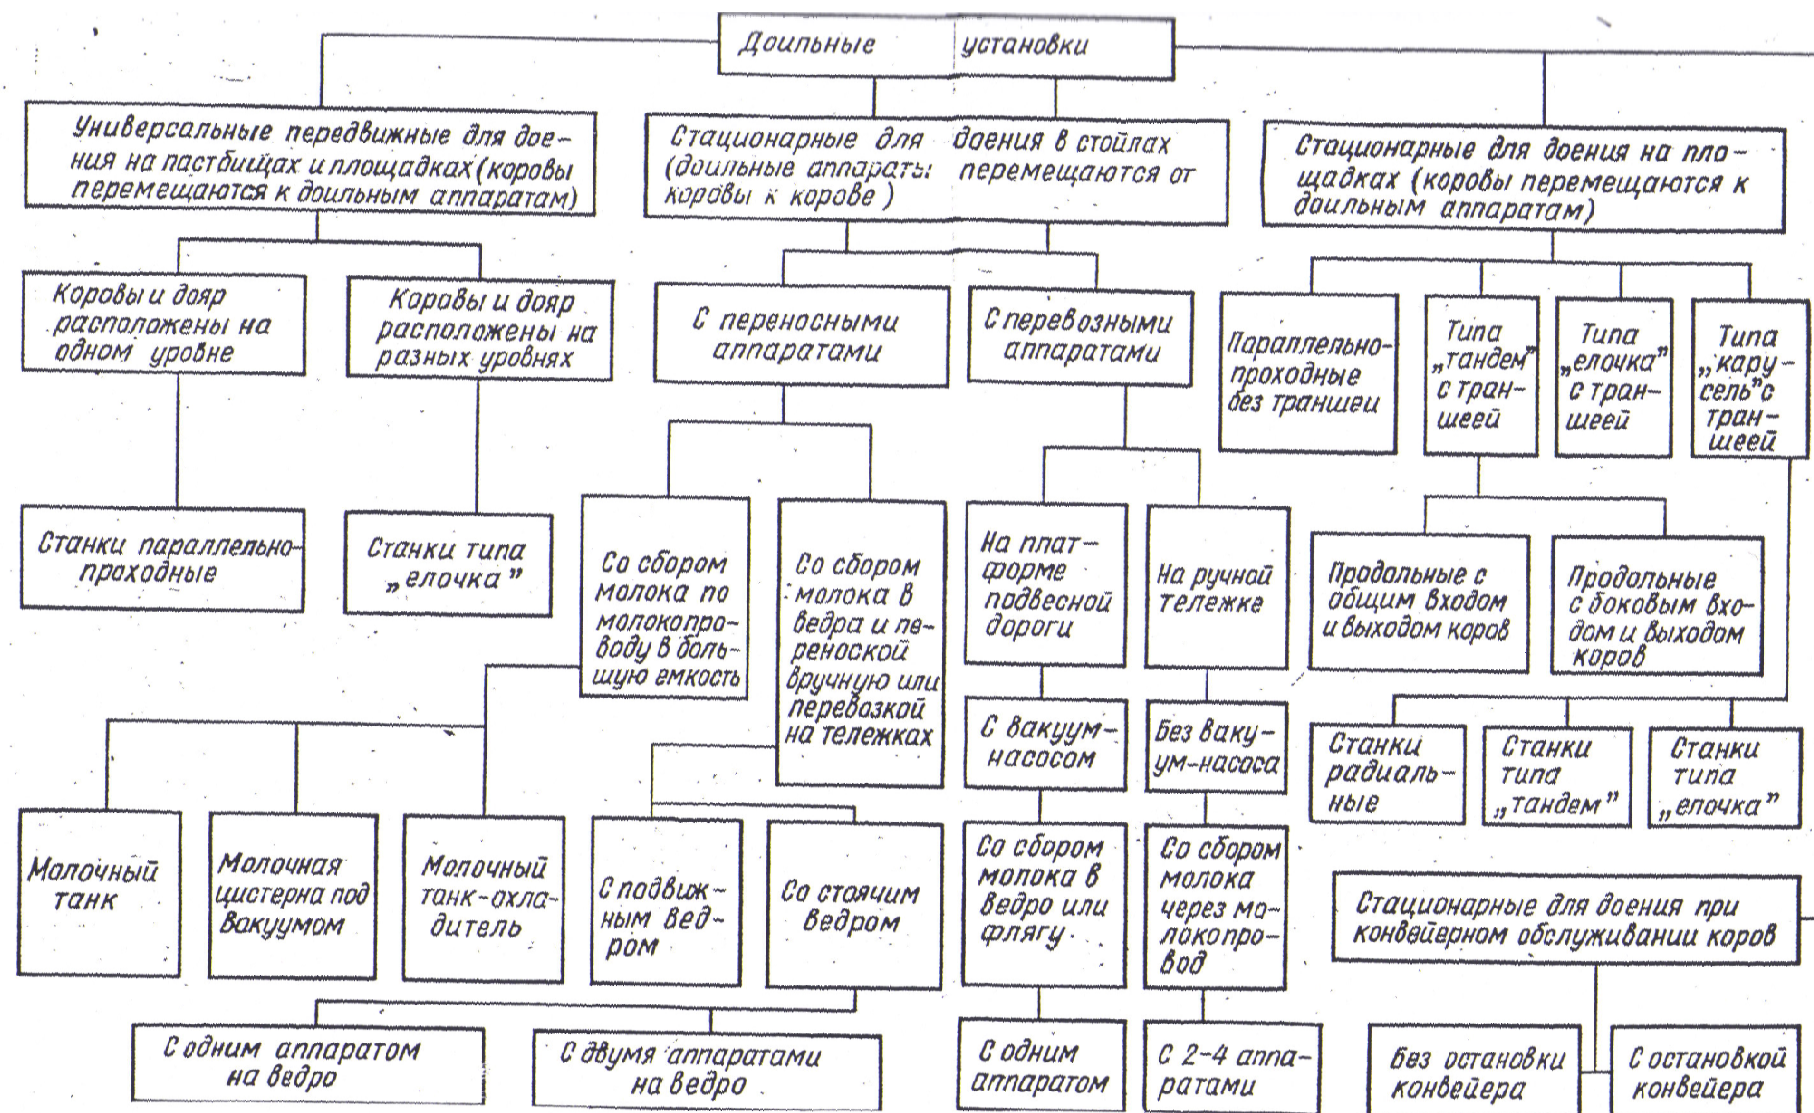 Доильные установки
Универсальные передвижные для дое-
ния на пастбищах и площадках (коровы
перемещаются к доильным аппаратам)
Стационарные для доения в стойлах
(доильные аппараты перемещаются от
коровы к корове)
Стационарные для доения на пло-
щадках (коровы перемещаются к
доильным аппаратам)
Коровы и дояр
расположены на
одном уровне
Коровы и дояр
расположены на
разных уровнях
С переносными
аппаратами
С перевозными
аппаратами
Параллельно-
проходные
без траншеи
Типа
„тандем"
с тран-
шеей
Типа
„елочка"
с тран-
шеей
Типа
„кару-
сель" с
тран-
шеей
Станки параллельно-
проходные
Станки типа
„елочка"
Со сбором
молока по
молокопро-
воду в боль-
шую емкость
Со сбором
молока в
ведра и пе-
реноской
вручную или
перевозкой
на тележках
На плат-
форме
подвесной
дороги
На ручной
тележке
Продольные с
общим входом
и выходом коров
Продольные
с боковым вхо-
дом и выходом
коров
С вакуум-
насосом
Без ваку-
ум-насоса
Станки
радиаль-
ные
Станки
типа
„тандем"
Станки
типа
„елочка"
Молочный
танк
Молочная
цистерна под
вакуумом
Молочный
танк-охла-
дитель
С подвиж-
ным вед-
ром
Со стоячим
ведром
Со сбором
молока в
ведро или
флягу
Со сбором
молока
через мо-
локопро-
вод
Стационарные для доения при
конвейерном обслуживании коров
С одним аппаратом
на ведро
С двумя аппаратами
на ведро
С одним
аппаратом
С 2-4 аппа-
ратами
Без остановки
конвейера
С остановкой
конвейера